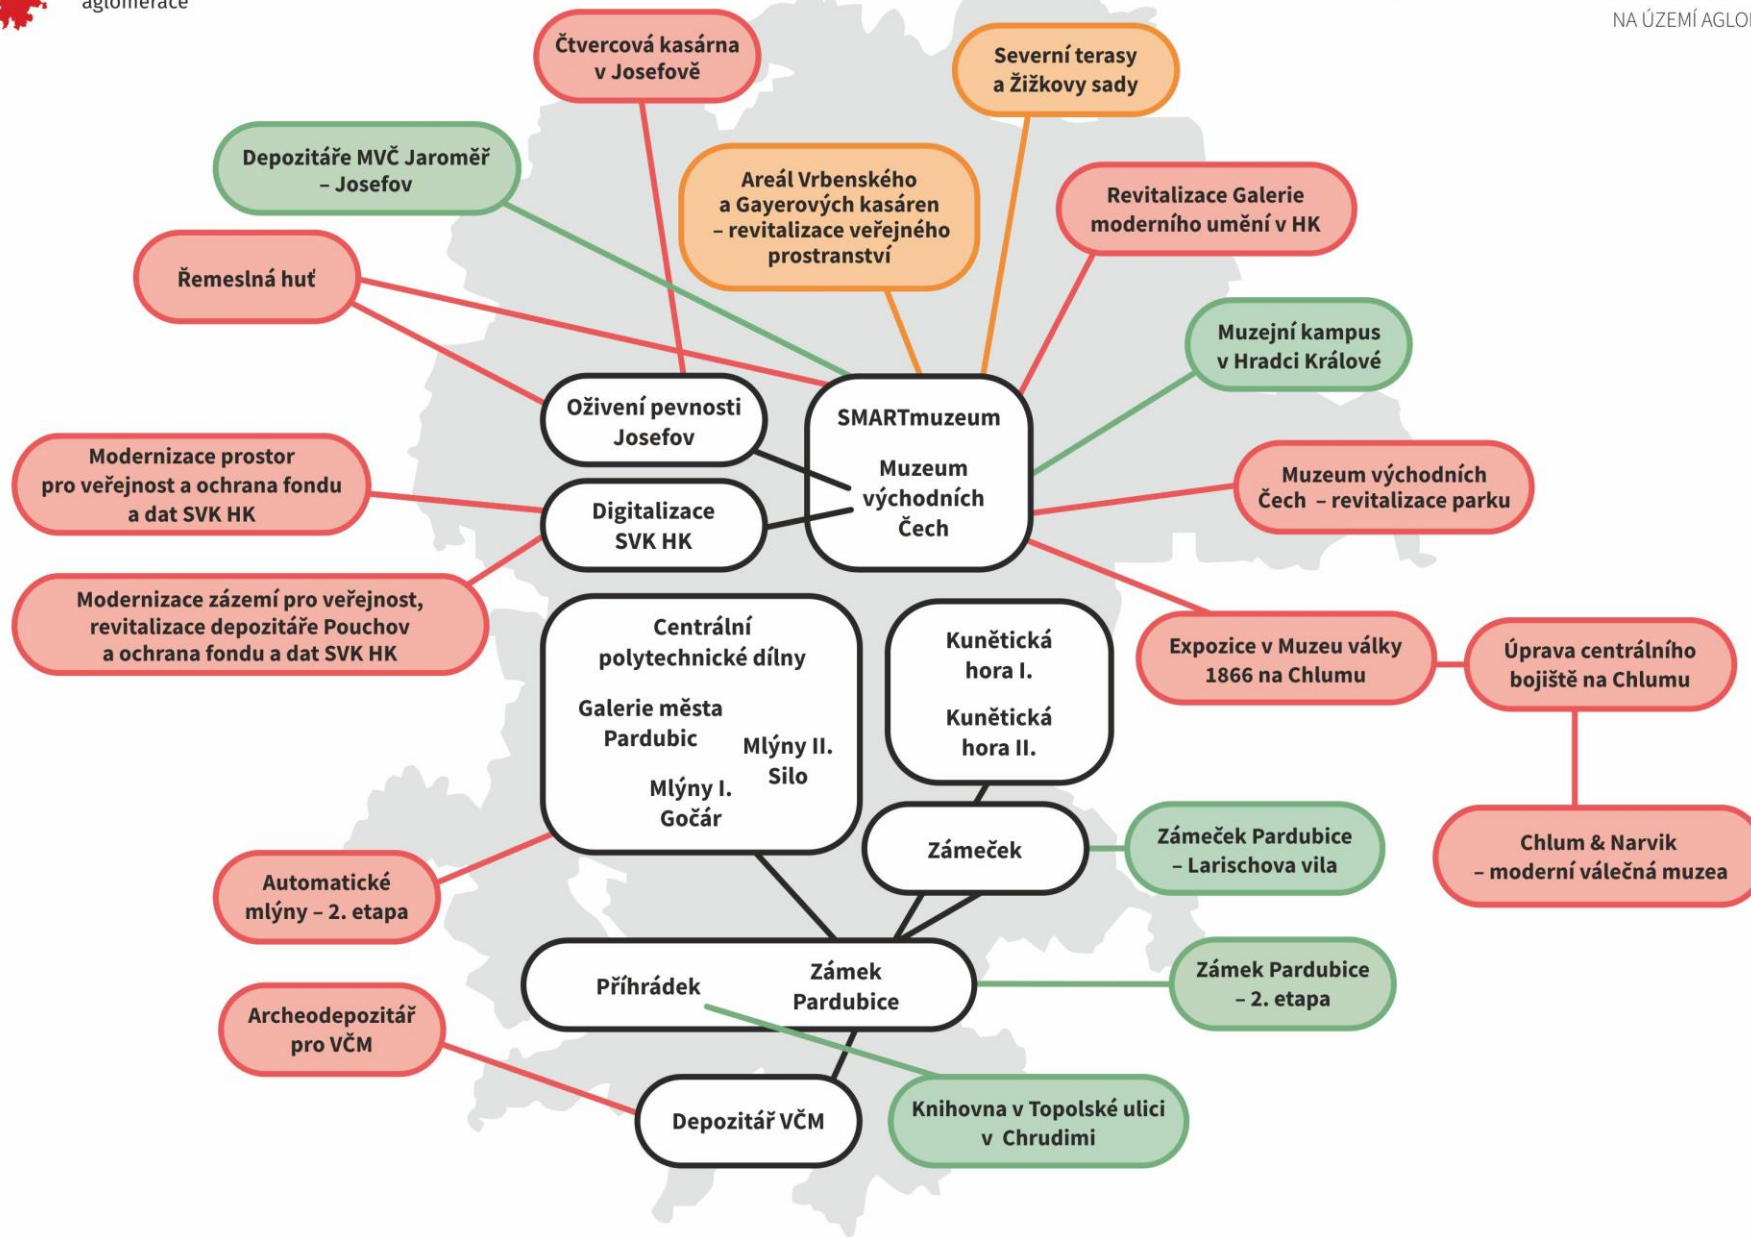 aglomerace
NA ÚZEMÍ
Čtvercová kasárna
v Josefově
Severní terasy
a Žižkovy sady
Depozitáře MVČ Jaroměř
– Josefov
Areál Vrbenského
a Gayerových kasáren
– revitalizace veřejného
prostranství
Revitalizace Galerie
moderního umění v HK
Řemeslná huť
Muzejní kampus
v Hradci Králové
Oživení pevnosti
Josefov
SMARTmuzeum
Muzeum
východních
Čech
Modernizace prostor
pro veřejnost a ochrana fondu
a dat SVK HK
Digitalizace
SVK HK
Muzeum východních
Čech – revitalizace parku
Modernizace zázemí pro veřejnost,
revitalizace depozitáře Pouchov
a ochrana fondu a dat SVK HK
Centrální
polytechnické dílny
Galerie města
Pardubic
Mlýny II.
Silo
Mlýny I.
Gočár
Kunětická
hora I.
Kunětická
hora II.
Expozice v Muzeu války
1866 na Chlumu
Úprava centrálního
bojiště na Chlumu
Zámeček
Zámeček Pardubice
– Larischova vila
Chlum & Narvik
– moderní válečná muzea
Automatické
mlýny – 2. etapa
Příhrádek
Zámek
Pardubice
Zámek Pardubice
– 2. etapa
Archeodepozitář
pro VČM
Depozitář VČM
Knihovna v Topolské ulici
v Chrudimi